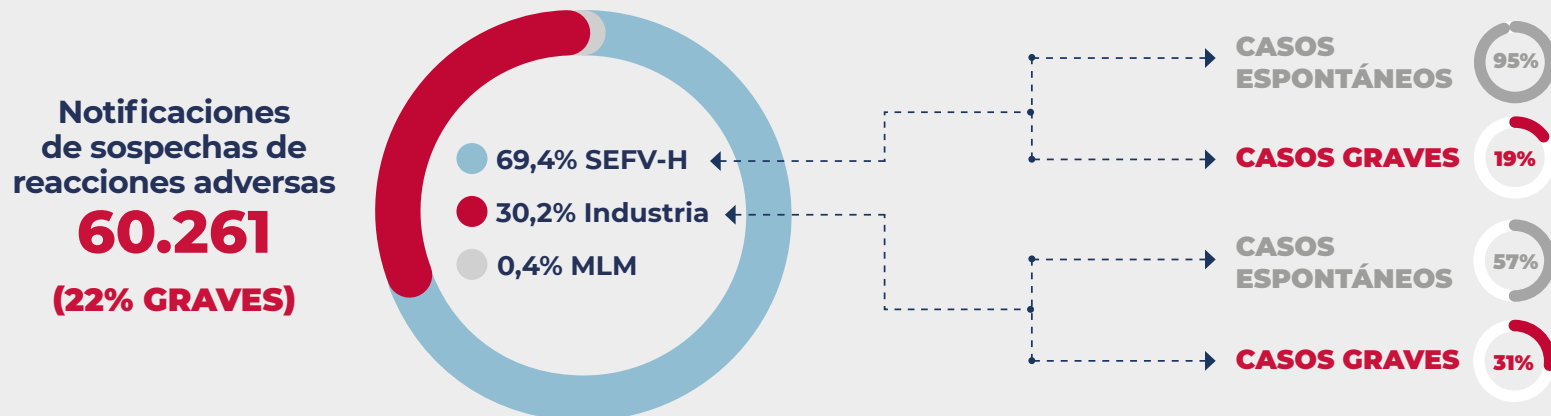 Notificaciones
de sospechas de
reacciones adversas
60.261
(22% GRAVES)
69,4% SEFV-H
30,2% Industria
0,4% MLM
CASOS
ESPONTÁNEOS
95%
CASOS GRAVES
19%
CASOS
ESPONTÁNEOS
57%
CASOS GRAVES
31%